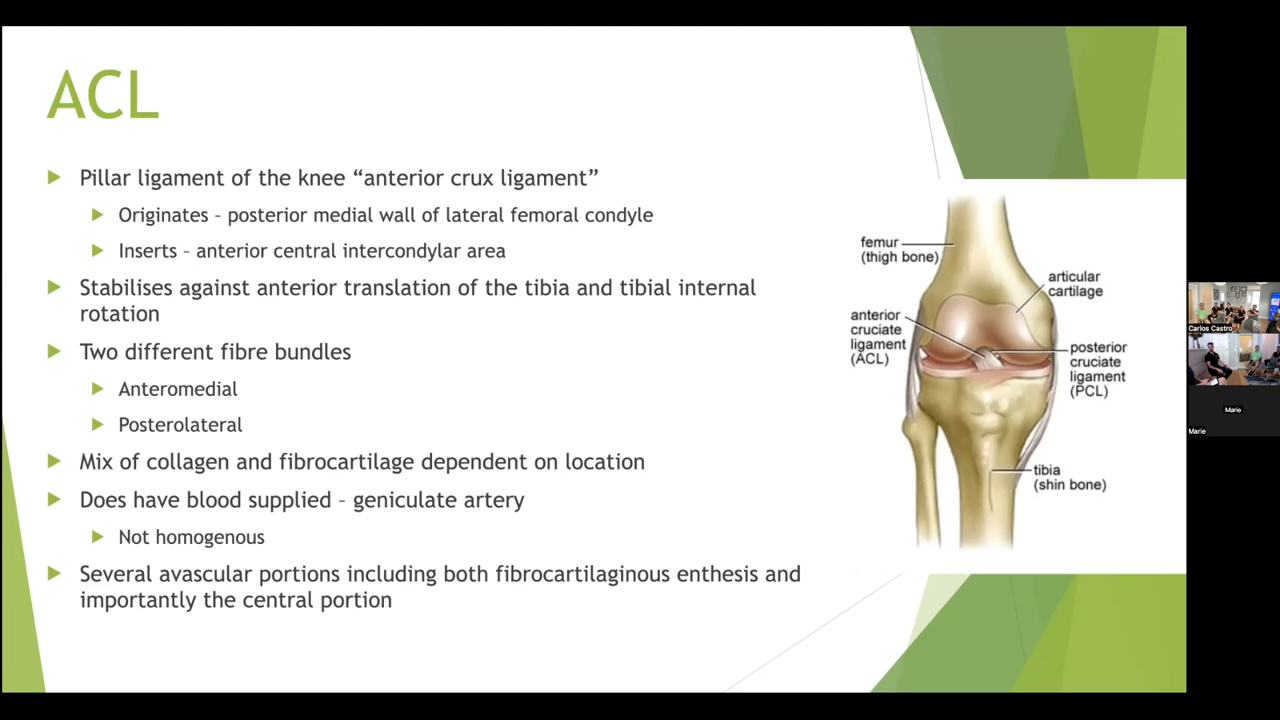 ACL
Pillar ligament of the knee “anterior crux ligament”
Originates – posterior medial wall of lateral femoral condyle
Inserts – anterior central intercondylar area
Stabilises against anterior translation of the tibia and tibial internal
rotation
Two different fibre bundles
Anteromedial
Posterolateral
Mix of collagen and fibrocartilage dependent on location
Does have blood supplied – geniculate artery
Not homogenous
Several avascular portions including both fibrocartilaginous enthesis and
importantly the central portion
femur
(thigh bone)
articular
cartilage
anterior
cruciate
ligament
(ACL)
posterior
cruciate
ligament
(PCL)
tibia
(shin bone)
Carlos Castro
Marie
Marie